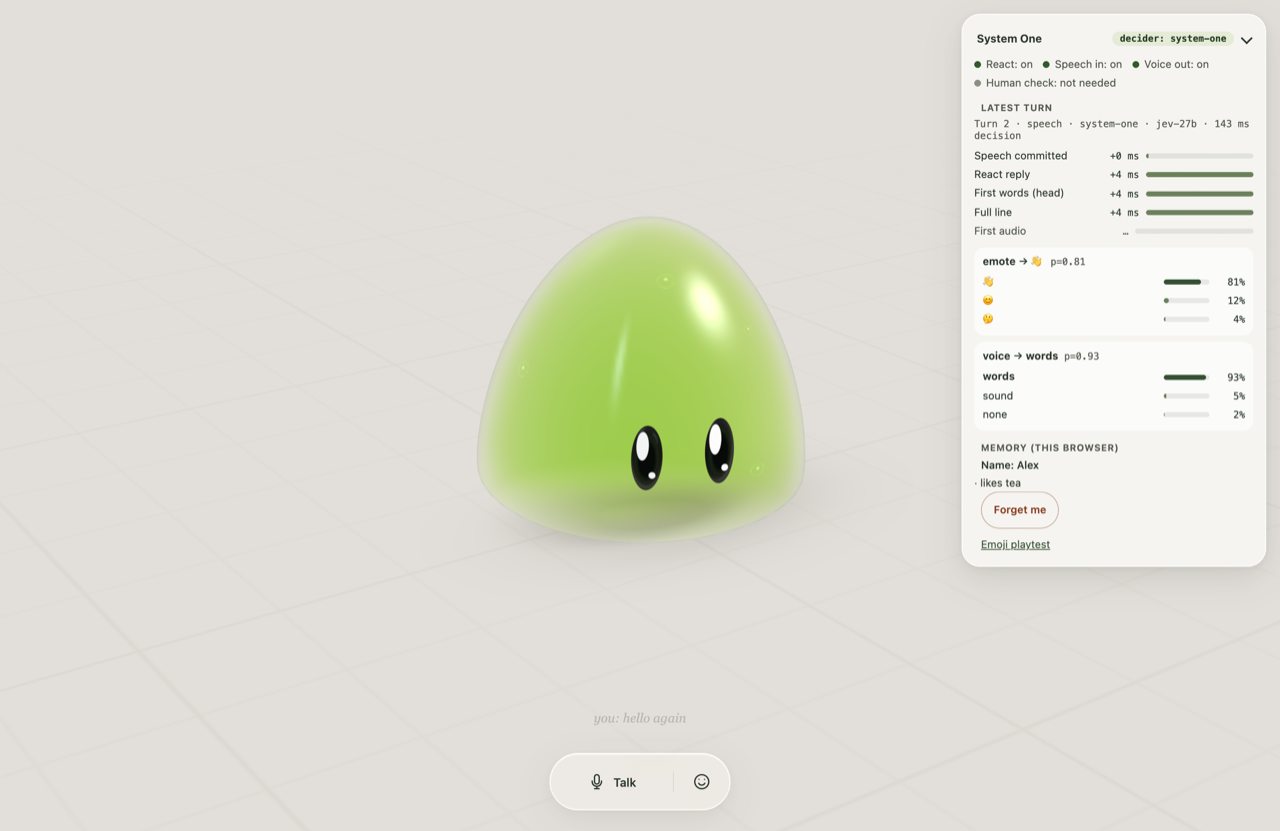 System One
decider: system-one
React: on
Speech in: on
Voice out: on
Human check: not needed
LATEST TURN
Turn 2 · speech · system-one · jev-27b · 143 ms
decision
Speech committed +0 ms
React reply +4 ms
First words (head) +4 ms
Full line +4 ms
First audio …
emote → 👋 p=0.81
👋 81%
😊 12%
🤔 4%
voice → words p=0.93
words 93%
sound 5%
none 2%
MEMORY (THIS BROWSER)
Name: Alex
· likes tea
Forget me
Emoji playtest
you: hello again
Talk